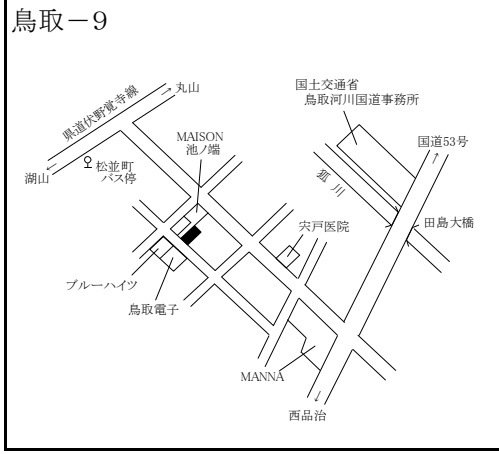 鳥取－9
国土交通省
鳥取河川国道事務所
→丸山
県道伏野覚寺線
MAISON
池ノ端
国道53号
→
←
湖山
松並町
バス停
狐川
宍戸医院
田島大橋
ブルーハイツ
鳥取電子
MANNA
←
西品治